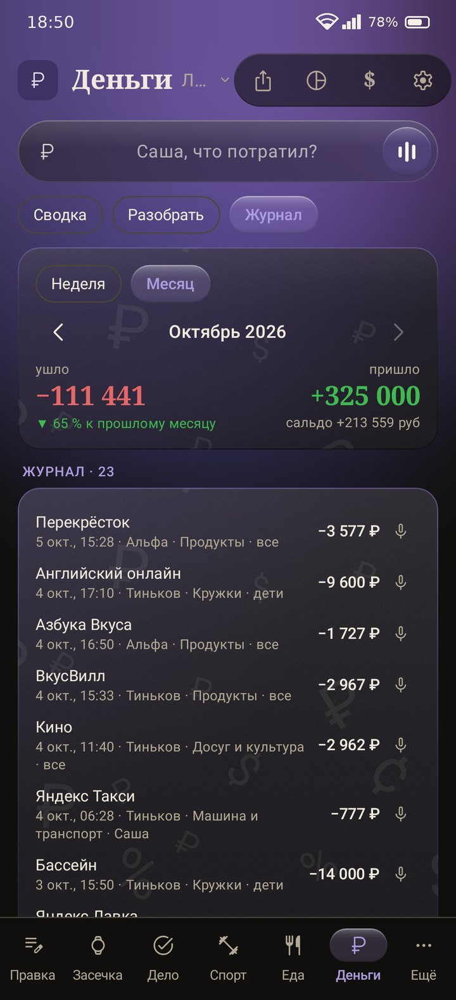 18:50
78%
₽ Деньги Л...
$
₽ Саша, что потратил?
Сводка Разобрать Журнал
Неделя Месяц
Октябрь 2026
ушло пришло
−111 441 +325 000
▼ 65 % к прошлому месяцу сальдо +213 559 руб
ЖУРНАЛ · 23
Перекрёсток
5 окт., 15:28 · Альфа · Продукты · все −3 577 ₽
Английский онлайн
4 окт., 17:10 · Тиньков · Кружки · дети −9 600 ₽
Азбука Вкуса
4 окт., 16:50 · Альфа · Продукты · все −1 727 ₽
ВкусВилл
4 окт., 15:33 · Тиньков · Продукты · все −2 967 ₽
Кино
4 окт., 11:40 · Тиньков · Досуг и культура −2 962 ₽
· все
Яндекс Такси
4 окт., 06:28 · Тиньков · Машина и −777 ₽
транспорт · Саша
Бассейн
3 окт., 15:50 · Тиньков · Кружки · дети −14 000 ₽
Яндекс Лавка
Правка Засечка Дело Спорт Еда Деньги Ещё